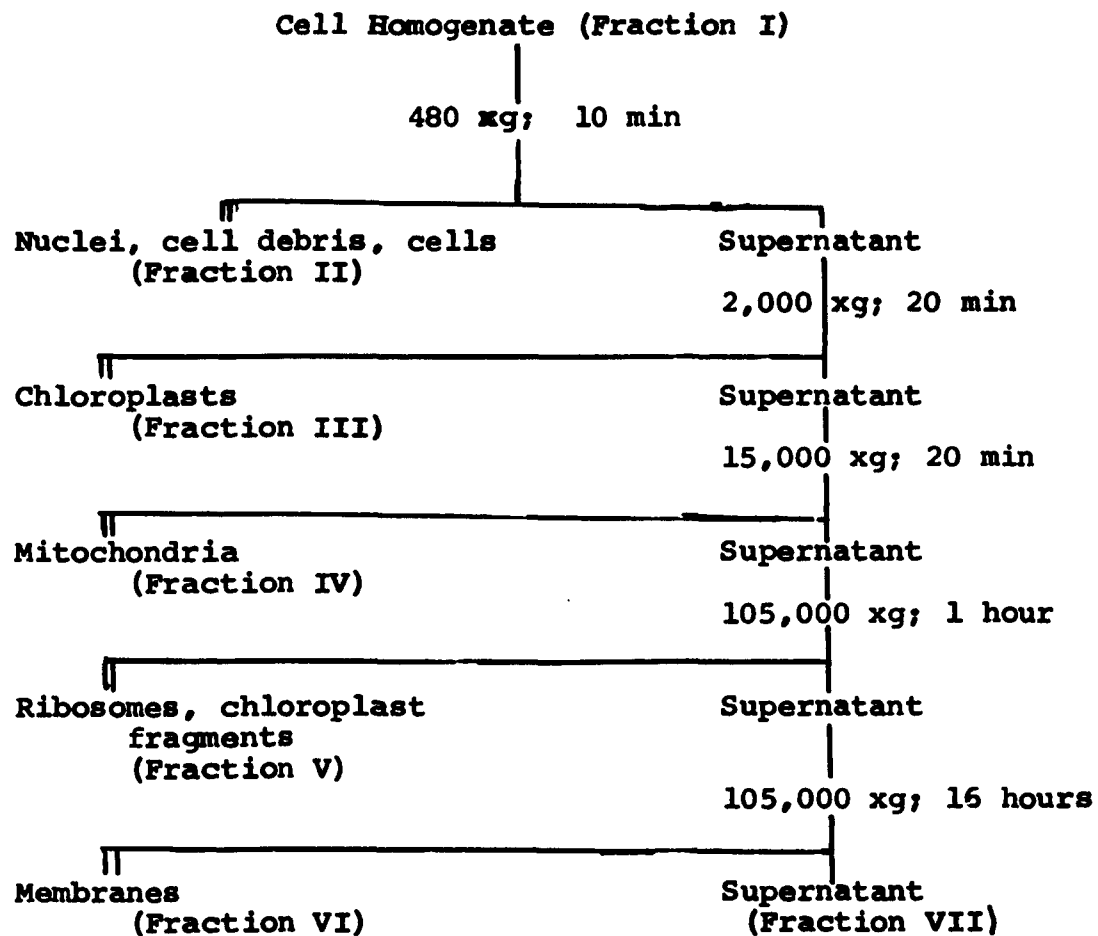 Cell Homogenate (Fraction I)
480 xg; 10 min
Nuclei, cell debris, cells
(Fraction II)
Supernatant
2,000 xg; 20 min
Chloroplasts
(Fraction III)
Supernatant
15,000 xg; 20 min
Mitochondria
(Fraction IV)
Supernatant
105,000 xg; 1 hour
Ribosomes, chloroplast
fragments
(Fraction V)
Supernatant
105,000 xg; 16 hours
Membranes
(Fraction VI)
Supernatant
(Fraction VII)